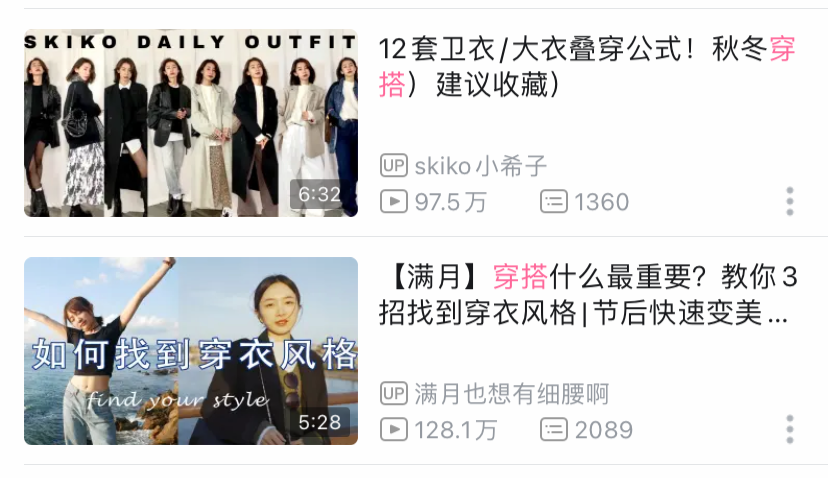 SKIKO DAILY OUTFIT
6:32
12套卫衣/大衣叠穿公式！秋冬穿
搭）建议收藏）
UP skiko小希子
97.5万 1360
如何找到穿衣风格
find your style
5:28
【满月】穿搭什么最重要？教你3
招找到穿衣风格|节后快速变美...
UP 满月也想有细腰啊
128.1万 2089